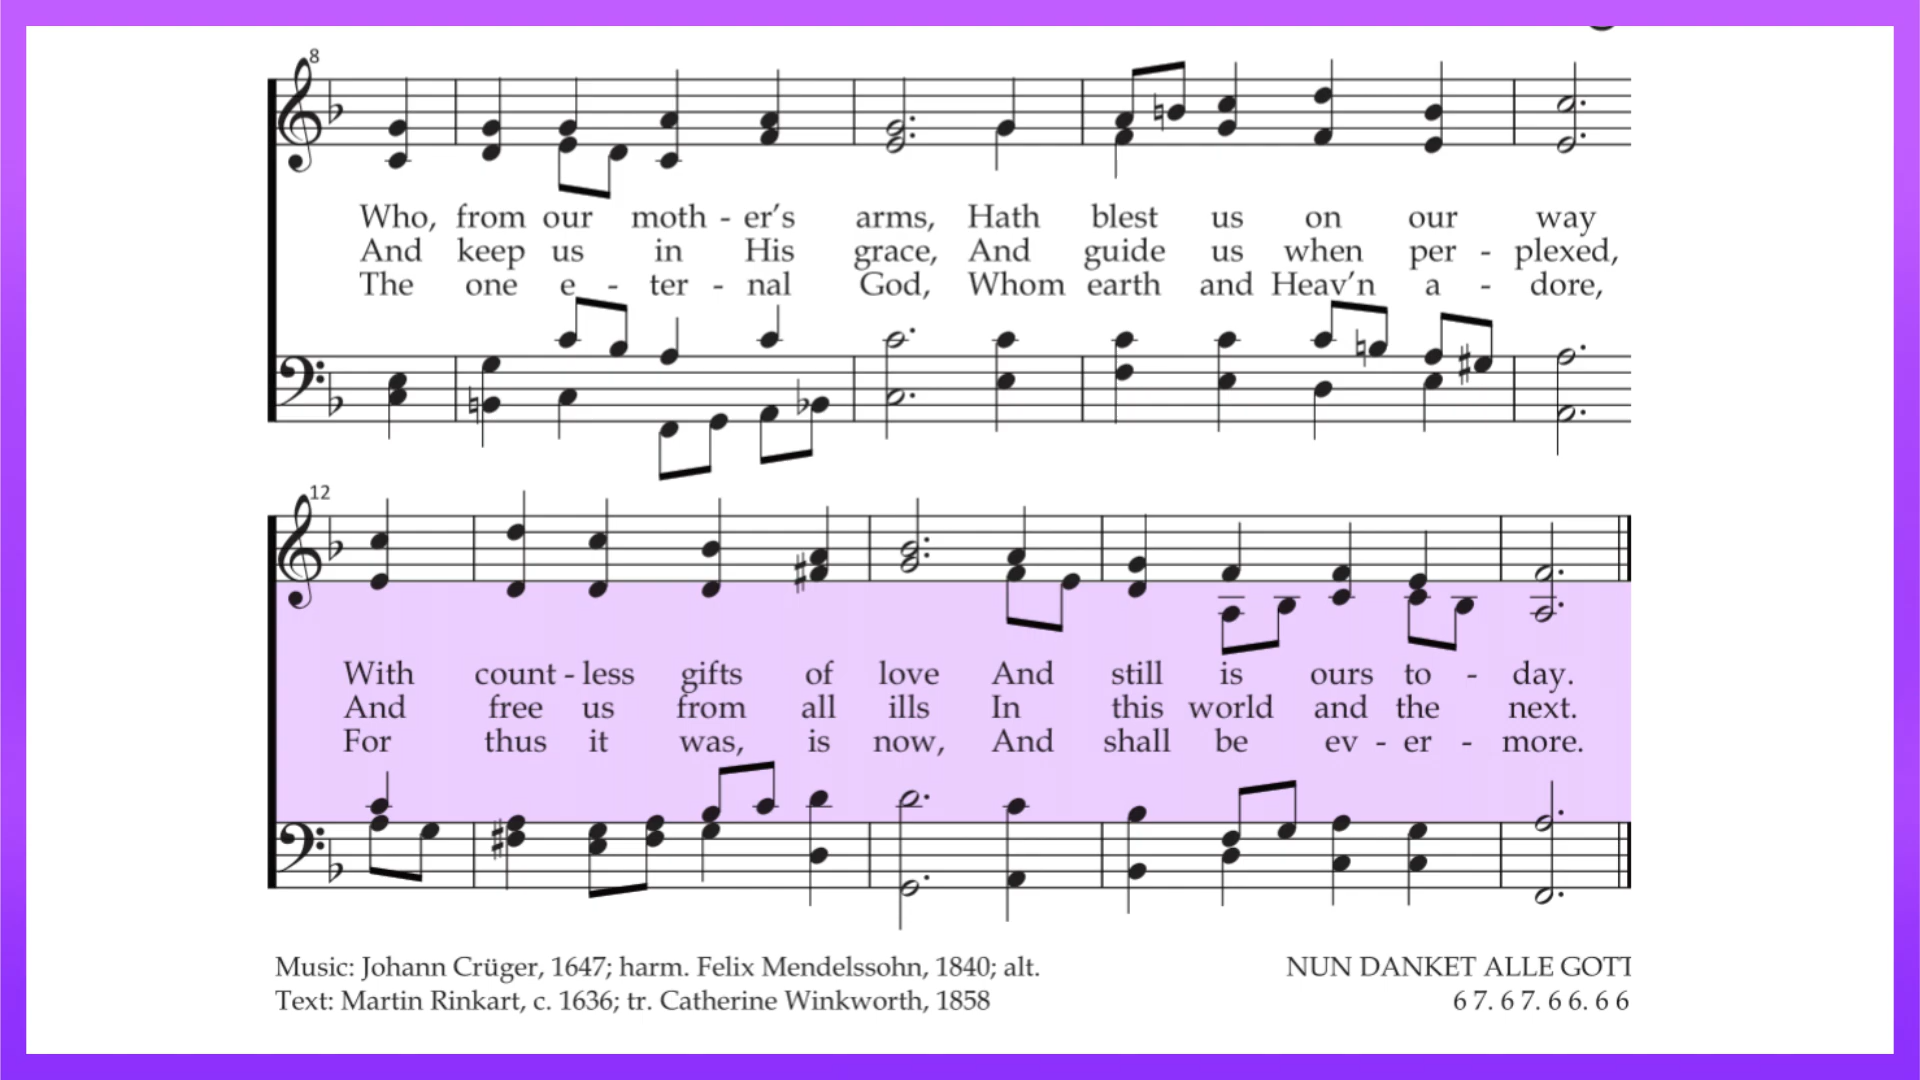 8
Who, from our moth - er’s arms, Hath blest us on our way
And keep us in His grace, And guide us when per - plexed,
The one e - ter - nal God, Whom earth and Heav’n a - dore,
12
With count - less gifts of love And still is ours to - day.
And free us from all ills In this world and the next.
For thus it was, is now, And shall be ev - er - more.
Music: Johann Crüger, 1647; harm. Felix Mendelssohn, 1840; alt.
NUN DANKET ALLE GOTT
Text: Martin Rinkart, c. 1636; tr. Catherine Winkworth, 1858
6 7. 6 7. 6 6. 6 6